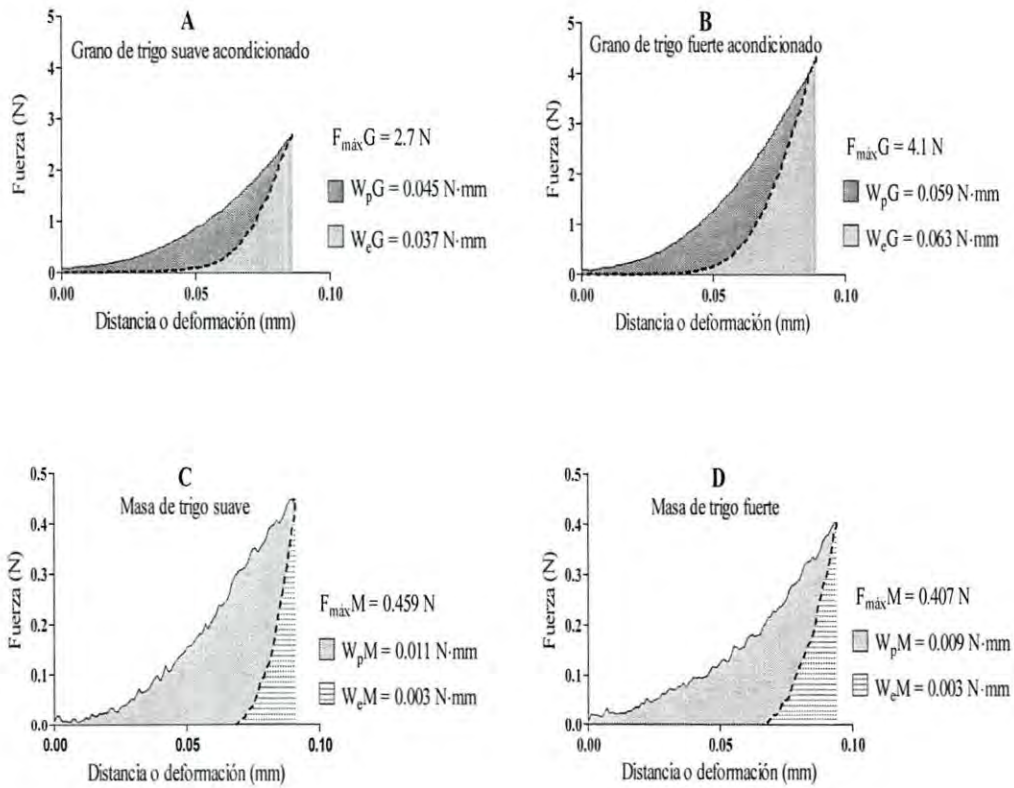 A
Grano de trigo suave acondicionado
Fuerza (N)
5
4
3
2
1
0
0.00
0.05
0.10
Distancia o deformación (mm)
FmáxG = 2.7 N
WpG = 0.045 N·mm
WeG = 0.037 N·mm
B
Grano de trigo fuerte acondicionado
Fuerza (N)
5
4
3
2
1
0
0.00
0.05
0.10
Distancia o deformación (mm)
FmáxG = 4.1 N
WpG = 0.059 N·mm
WeG = 0.063 N·mm
C
Masa de trigo suave
Fuerza (N)
0.5
0.4
0.3
0.2
0.1
0.0
0.00
0.05
0.10
Distancia o deformación (mm)
FmáxM = 0.459 N
WpM = 0.011 N·mm
WeM = 0.003 N·mm
D
Masa de trigo fuerte
Fuerza (N)
0.5
0.4
0.3
0.2
0.1
0.0
0.00
0.05
0.10
Distancia o deformación (mm)
FmáxM = 0.407 N
WpM = 0.009 N·mm
WeM = 0.003 N·mm